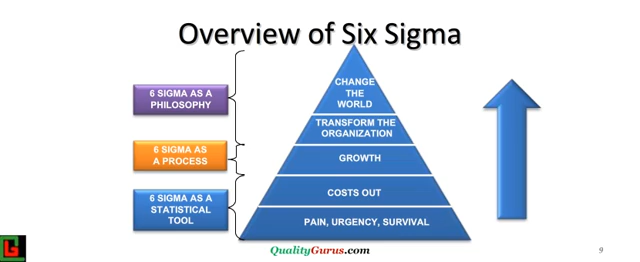 Overview of Six Sigma
6 SIGMA AS A
PHILOSOPHY
6 SIGMA AS
A PROCESS
6 SIGMA AS A
STATISTICAL
TOOL
CHANGE
THE
WORLD
TRANSFORM THE
ORGANIZATION
GROWTH
COSTS OUT
PAIN, URGENCY, SURVIVAL
QualityGurus.com
9